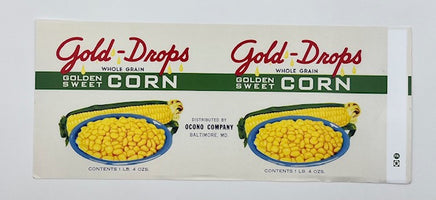 Gold-Drops
WHOLE GRAIN
GOLDEN
SWEET CORN
CONTENTS 1 LB. 4 OZS.
DISTRIBUTED BY
OCONO COMPANY
BALTIMORE, MD.
Gold-Drops
WHOLE GRAIN
GOLDEN
SWEET CORN
CONTENTS 1 LB. 4 OZS.